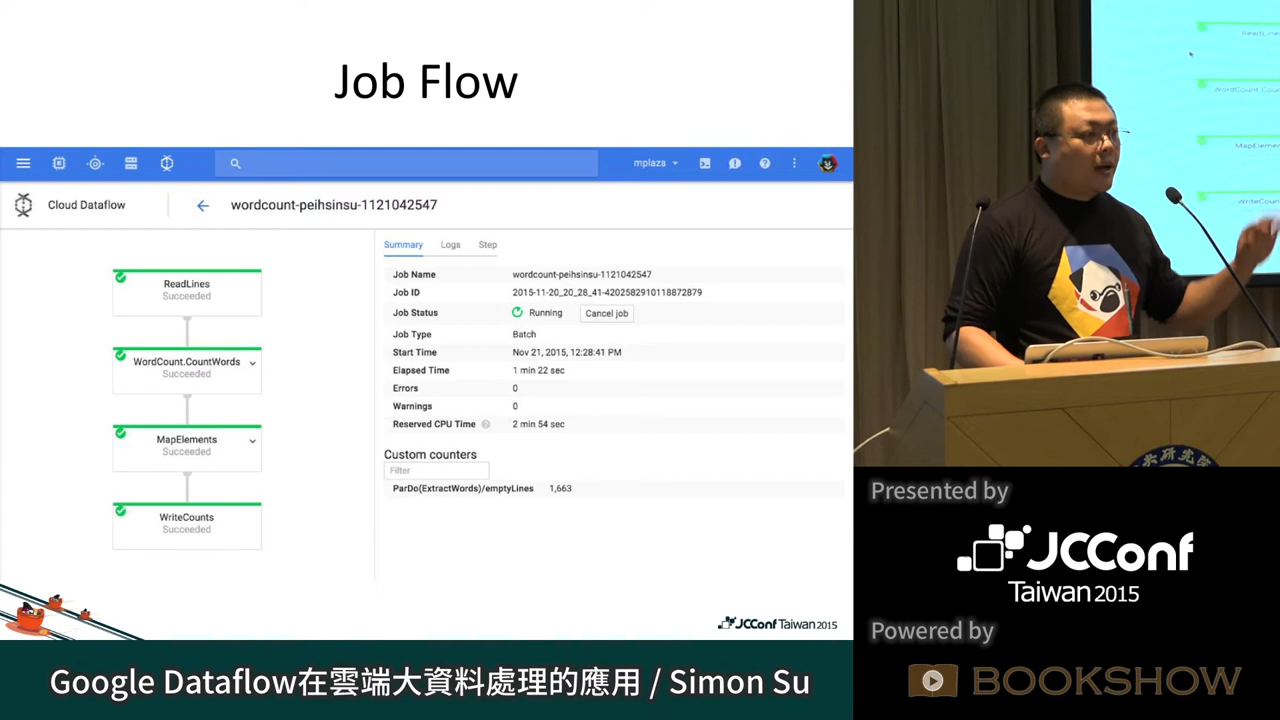 Job Flow
mplaza
Cloud Dataflow
wordcount-peihsinsu-1121042547
ReadLines
Succeeded
WordCount.CountWords
Succeeded
MapElements
Succeeded
WriteCounts
Succeeded
Summary Logs Step
Job Name wordcount-peihsinsu-1121042547
Job ID 2015-11-20_20_28_41-4202582910118872879
Job Status Running Cancel job
Job Type Batch
Start Time Nov 21, 2015, 12:28:41 PM
Elapsed Time 1 min 22 sec
Errors 0
Warnings 0
Reserved CPU Time 2 min 54 sec
Custom counters
Filter
ParDo(ExtractWords)/emptyLines 1,663
JCConf Taiwan 2015
Google Dataflow在雲端大資料處理的應用 / Simon Su
ReadLine
WordCount.Cou
MapElemen
WriteCoun
Presented by
JCConf
Taiwan 2015
Powered by
BOOKSHOW